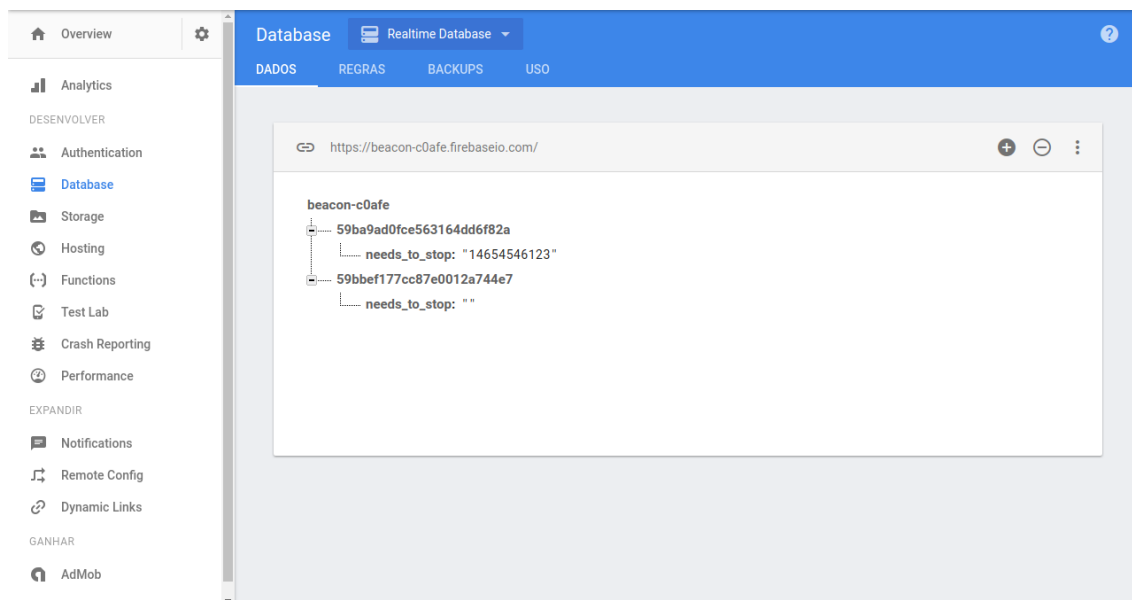 Overview
Analytics
DESENVOLVER
Authentication
Database
Storage
Hosting
Functions
Test Lab
Crash Reporting
Performance
EXPANDIR
Notifications
Remote Config
Dynamic Links
GANHAR
AdMob
Database Realtime Database
DADOS REGRAS BACKUPS USO
https://beacon-c0afe.firebaseio.com/
beacon-c0afe
59ba9ad0fce563164dd6f82a
needs_to_stop: "14654546123"
59bbef177cc87e0012a744e7
needs_to_stop: ""